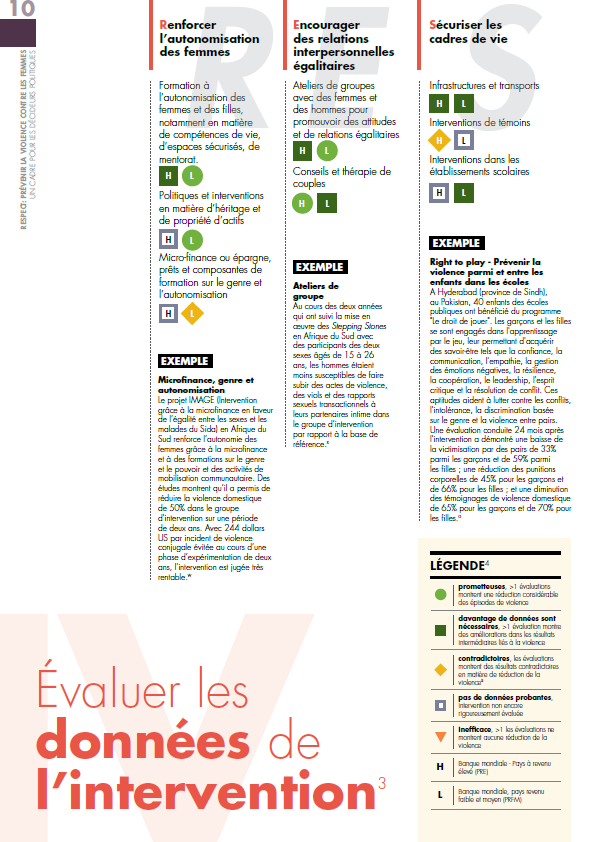 10
RESPECT: PRÉVENIR LA VIOLENCE CONTRE LES FEMMES
UN CADRE POUR LES DÉCIDEURS POLITIQUES
R
Renforcer
l’autonomisation
des femmes
Formation à
l’autonomisation des
femmes et des filles,
notamment en matière
de compétences de vie,
d’espaces sécurisés, de
mentorat.
H L
Politiques et interventions
en matière d’héritage et
de propriété d’actifs
H L
Micro-finance ou épargne,
prêts et composantes de
formation sur le genre et
l’autonomisation
H L
EXEMPLE
Microfinance, genre et
autonomisation
Le projet IMAGE (Intervention
grâce à la microfinance en faveur
de l’égalité entre les sexes et les
malades du Sida) en Afrique du
Sud renforce l’autonomie des
femmes grâce à la microfinance
et à des formations sur le genre
et le pouvoir et des activités de
mobilisation communautaire. Des
études montrent qu’il a permis de
réduire la violence domestique
de 50% dans le groupe
d’intervention sur une période
de deux ans. Avec 244 dollars
US par incident de violence
conjugale évitée au cours d’une
phase d’expérimentation de deux
ans, l’intervention est jugée très
rentable.
E
Encourager
des relations
interpersonnelles
égalitaires
Ateliers de groupes
avec des femmes et
des hommes pour
promouvoir des attitudes
et de relations égalitaires
H L
Conseils et thérapie de
couples
H L
EXEMPLE
Ateliers de
groupe
Au cours des deux années
qui ont suivi la mise en
œuvre des Stepping Stones
en Afrique du Sud avec
des participants des deux
sexes âgés de 15 à 26
ans, les hommes étaient
moins susceptibles de faire
subir des actes de violence,
des viols et des rapports
sexuels transactionnels à
leurs partenaires intime dans
le groupe d’intervention
par rapport à la base de
référence.
S
Sécuriser les
cadres de vie
Infrastructures et transports
H L
Interventions de témoins
H L
Interventions dans les
établissements scolaires
H L
EXEMPLE
Right to play - Prévenir la
violence parmi et entre les
enfants dans les écoles
A Hyderabad (province de Sindh),
au Pakistan, 40 enfants des écoles
publiques ont bénéficié du programme
"Le droit de jouer". Les garçons et les filles
se sont engagés dans l’apprentissage
par le jeu, leur permettant d’acquérir
des savoir-être tels que la confiance, la
communication, l’empathie, la gestion
des émotions négatives, la résilience,
la coopération, le leadership, l’esprit
critique et la résolution de conflit. Ces
aptitudes aident à lutter contre les conflits,
l’intolérance, la discrimination basée
sur le genre et la violence entre pairs.
Une évaluation conduite 24 mois après
l’intervention a démontré une baisse de
la victimisation par des pairs de 33%
parmi les garçons et de 59% parmi
les filles ; une réduction des punitions
corporelles de 45% pour les garçons et
de 66% pour les filles ; et une diminution
des témoignages de violence domestique
de 65% pour les garçons et de 70% pour
les filles.
LÉGENDE4
prometteuses, >1 évaluations
montrent une réduction considérable
des épisodes de violence
davantage de données sont
nécessaires, >1 évaluation montre
des améliorations dans les résultats
intermédiaires liés à la violence
contradictoires, les évaluations
montrent des résultats contradictoires
en matière de réduction de la
violence
pas de données probantes,
intervention non encore
rigoureusement évaluée
Inefficace, >1 les évaluations ne
montrent aucune réduction de la
violence
H Banque mondiale - Pays à revenu
élevé (PRE)
L Banque mondiale, pays revenu
faible et moyen (PRFM)
IV
Évaluer les
données de
l’intervention3